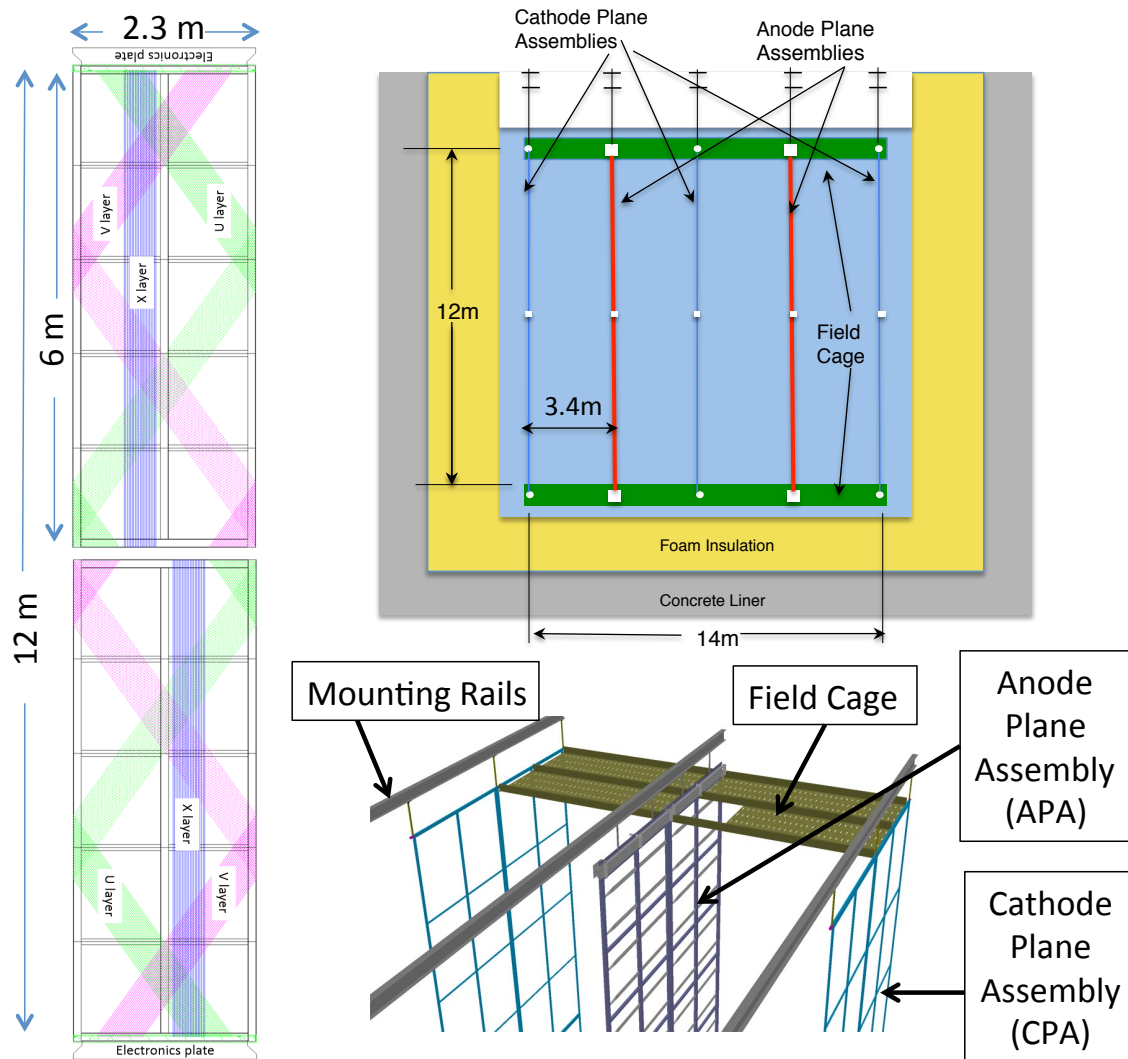 2.3 m
Electronics plate
12 m
6 m
V layer
U layer
X layer
X layer
U layer
V layer
Electronics plate
Cathode Plane
Assemblies
Anode Plane
Assemblies
12m
3.4m
Field
Cage
Foam Insulation
Concrete Liner
14m
Mounting Rails
Field Cage
Anode
Plane
Assembly
(APA)
Cathode
Plane
Assembly
(CPA)